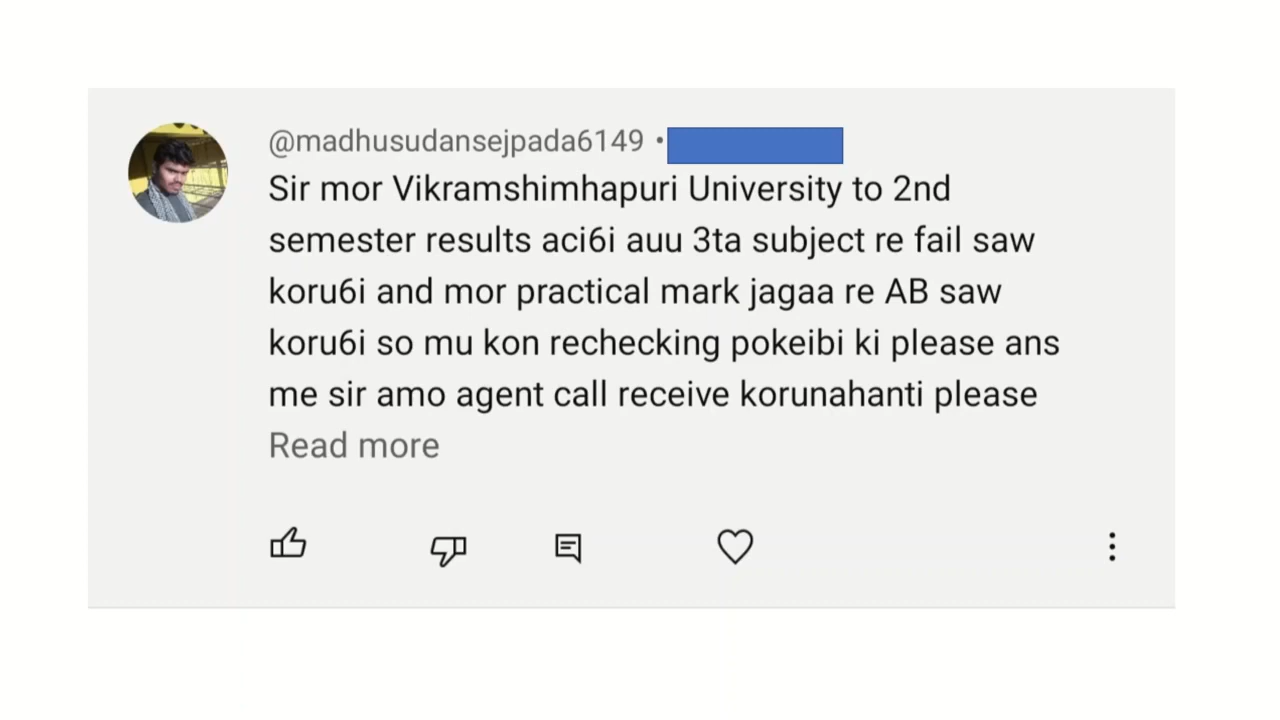 @madhusudansejpada6149 •
Sir mor Vikramshimhapuri University to 2nd
semester results aci6i auu 3ta subject re fail saw
koru6i and mor practical mark jagaa re AB saw
koru6i so mu kon rechecking pokeibi ki please ans
me sir amo agent call receive korunahanti please
Read more